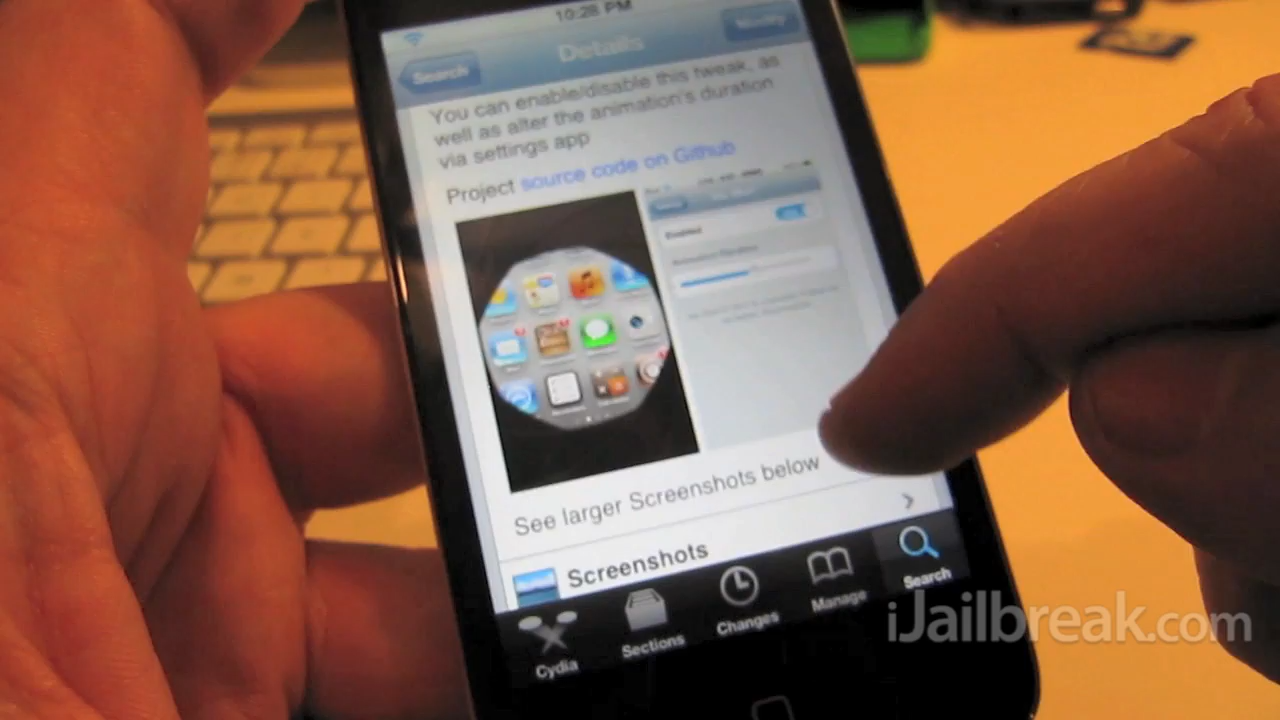 10:28 PM
Search
Details
Modify
You can enable/disable this tweak, as
well as alter the animation's duration
via settings app
Project source code on Github
Enabled
See larger Screenshots below
Screenshots
Cydia
Sections
Changes
Manage
Search
iJailbreak.com